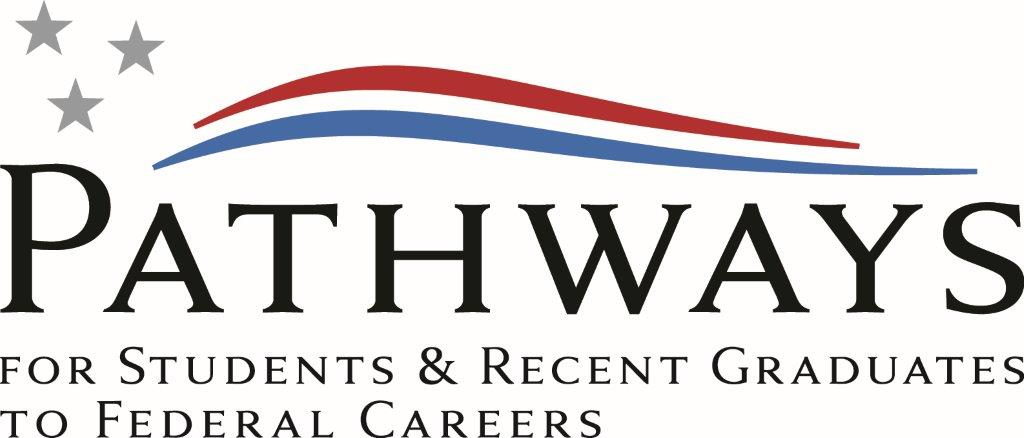 PATHWAYS
FOR STUDENTS & RECENT GRADUATES
TO FEDERAL CAREERS